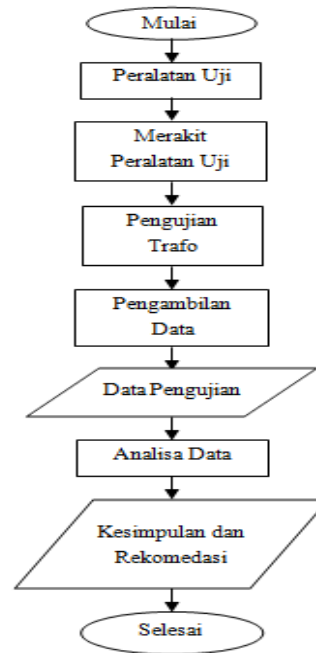 Mulai
Peralatan Uji
Merakit
Peralatan Uji
Pengujian
Trafo
Pengambilan
Data
Data Pengujian
Analisa Data
Kesimpulan dan
Rekomedasi
Selesai